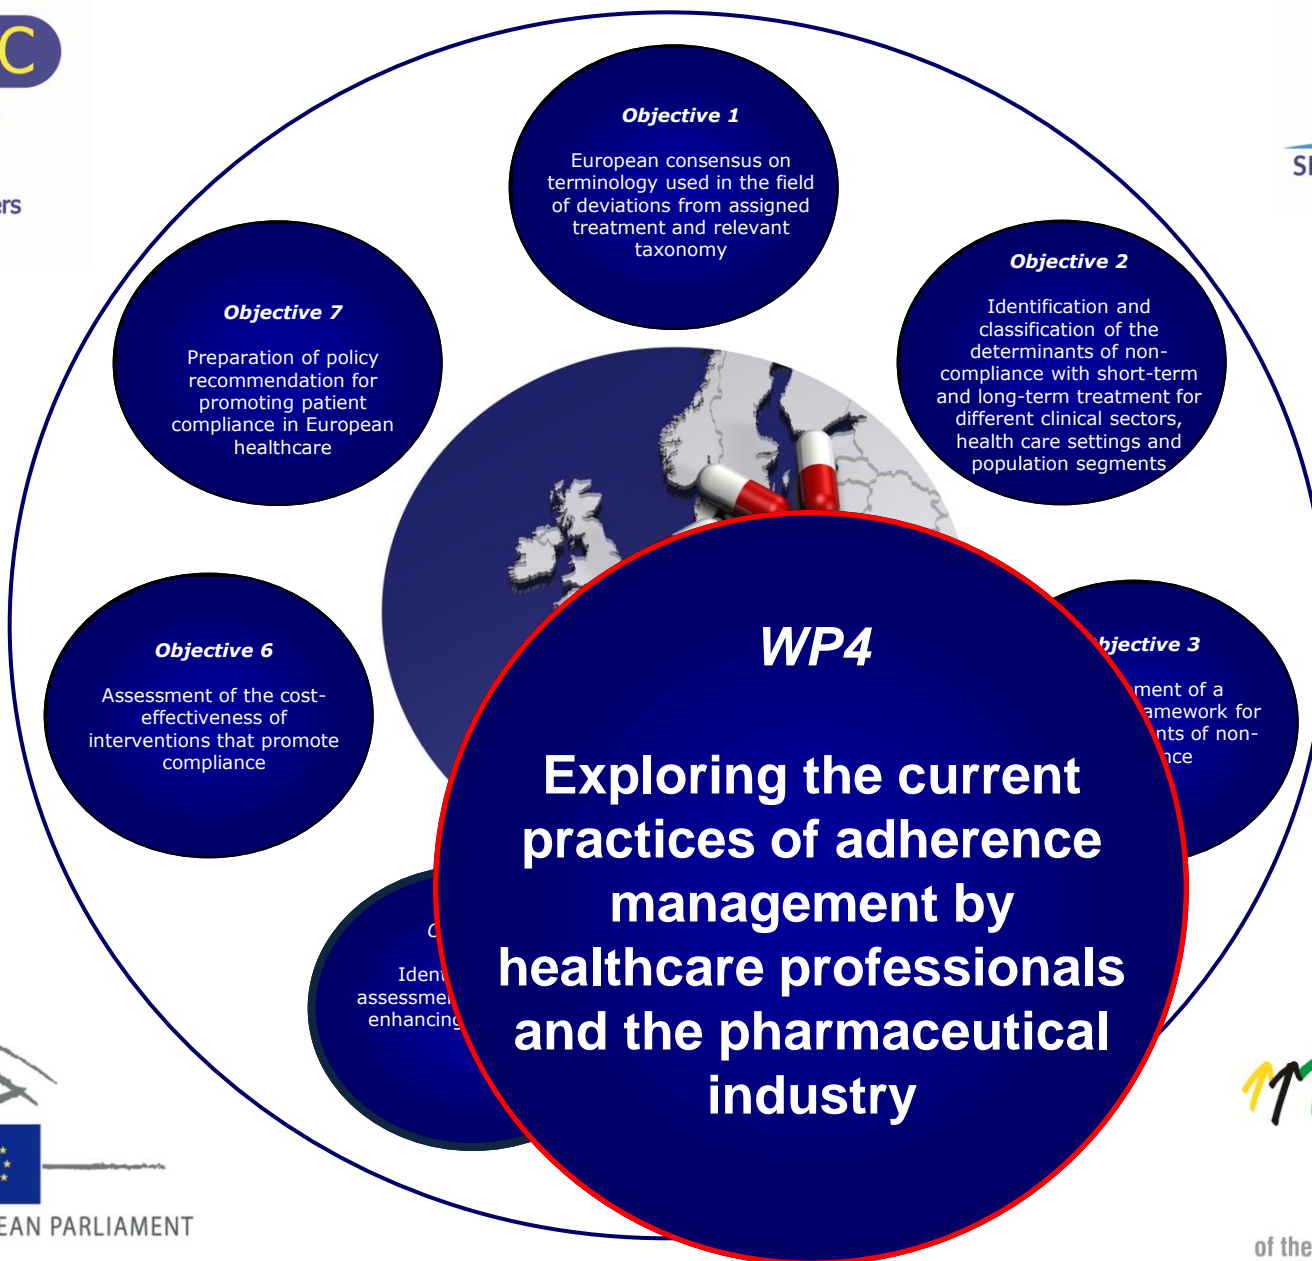 C
Objective 1
European consensus on
terminology used in the field
of deviations from assigned
treatment and relevant
taxonomy
Objective 2
Identification and
classification of the
determinants of non-
compliance with short-term
and long-term treatment for
different clinical sectors,
health care settings and
population segments
Objective 7
Preparation of policy
recommendation for
promoting patient
compliance in European
healthcare
Objective 6
Assessment of the cost-
effectiveness of
interventions that promote
compliance
WP4
Exploring the current
practices of adherence
management by
healthcare professionals
and the pharmaceutical
industry
bjective 3
ment of a
amework for
nts of non-
nce
Ident
assessmen
enhancing
EAN PARLIAMENT
of the